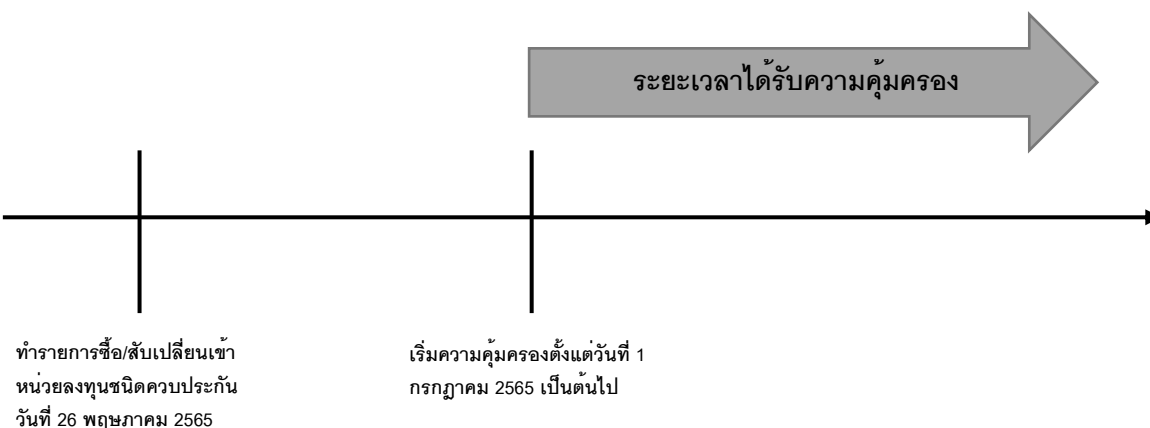 ระยะเวลาได้รับความคุ้มครอง
ทำรายการซื้อ/สับเปลี่ยนเข้า
หน่วยลงทุนชนิดควบประกัน
วันที่ 26 พฤษภาคม 2565
เริ่มความคุ้มครองตั้งแต่วันที่ 1
กรกฎาคม 2565 เป็นต้นไป